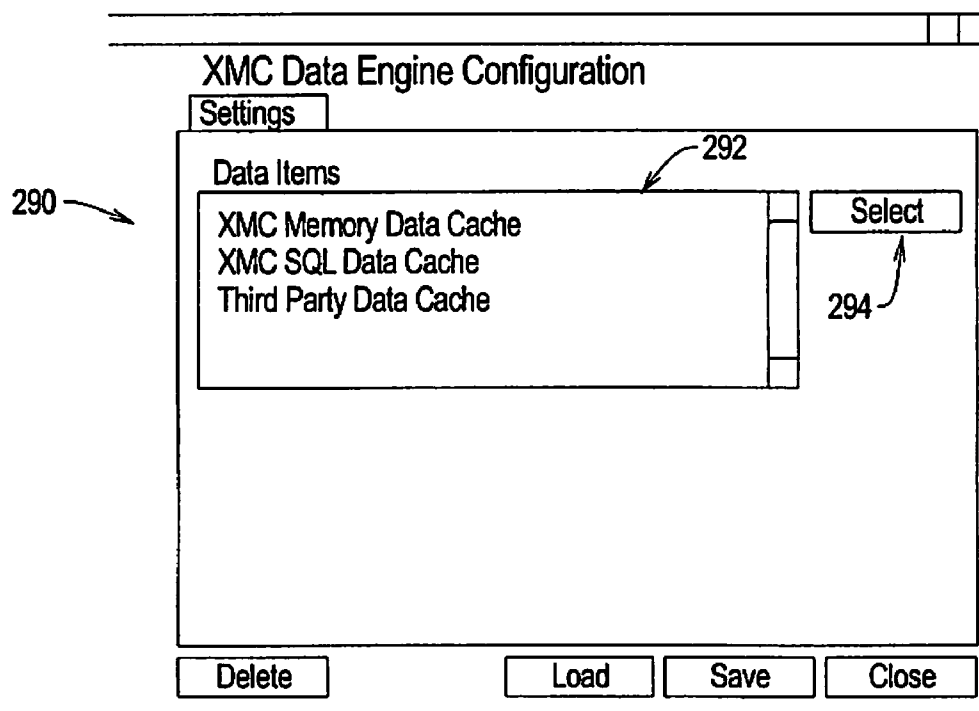 XMC Data Engine Configuration
Settings
292
Data Items
290
XMC Memory Data Cache
Select
XMC SQL Data Cache
Third Party Data Cache
294
Delete Load Save Close